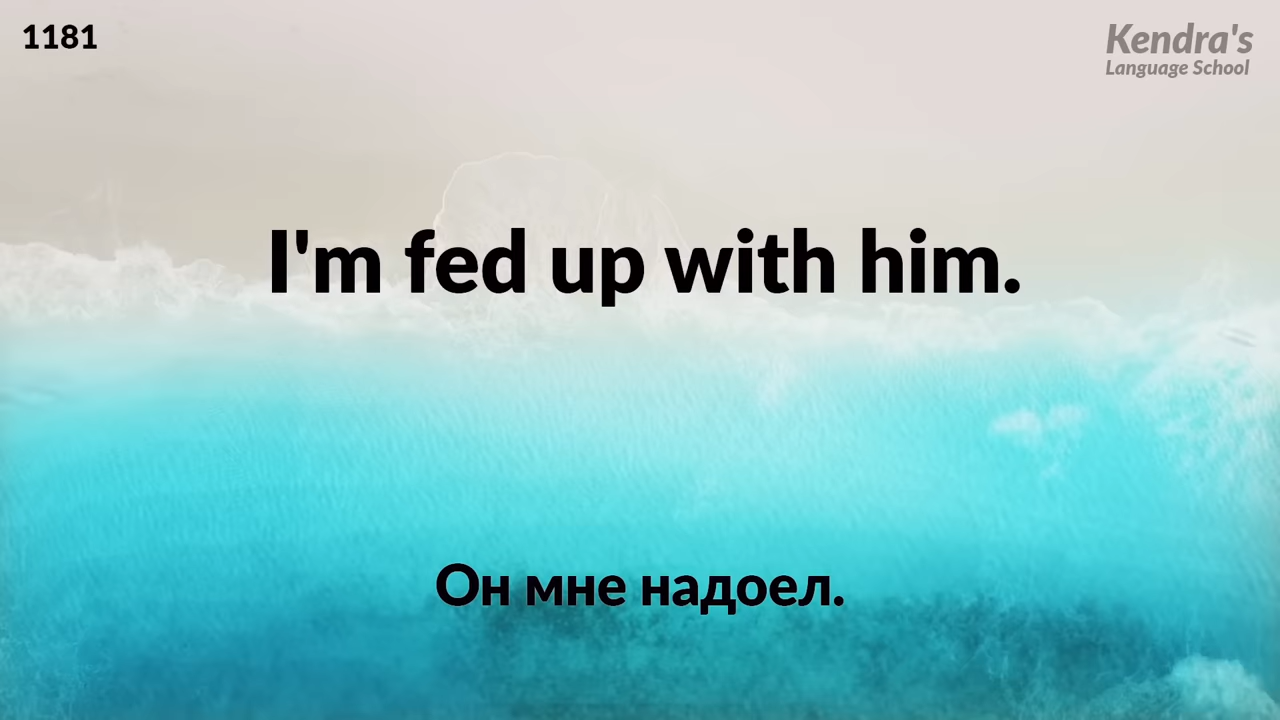 1181
Kendra's
Language School
I'm fed up with him.
Он мне надоел.